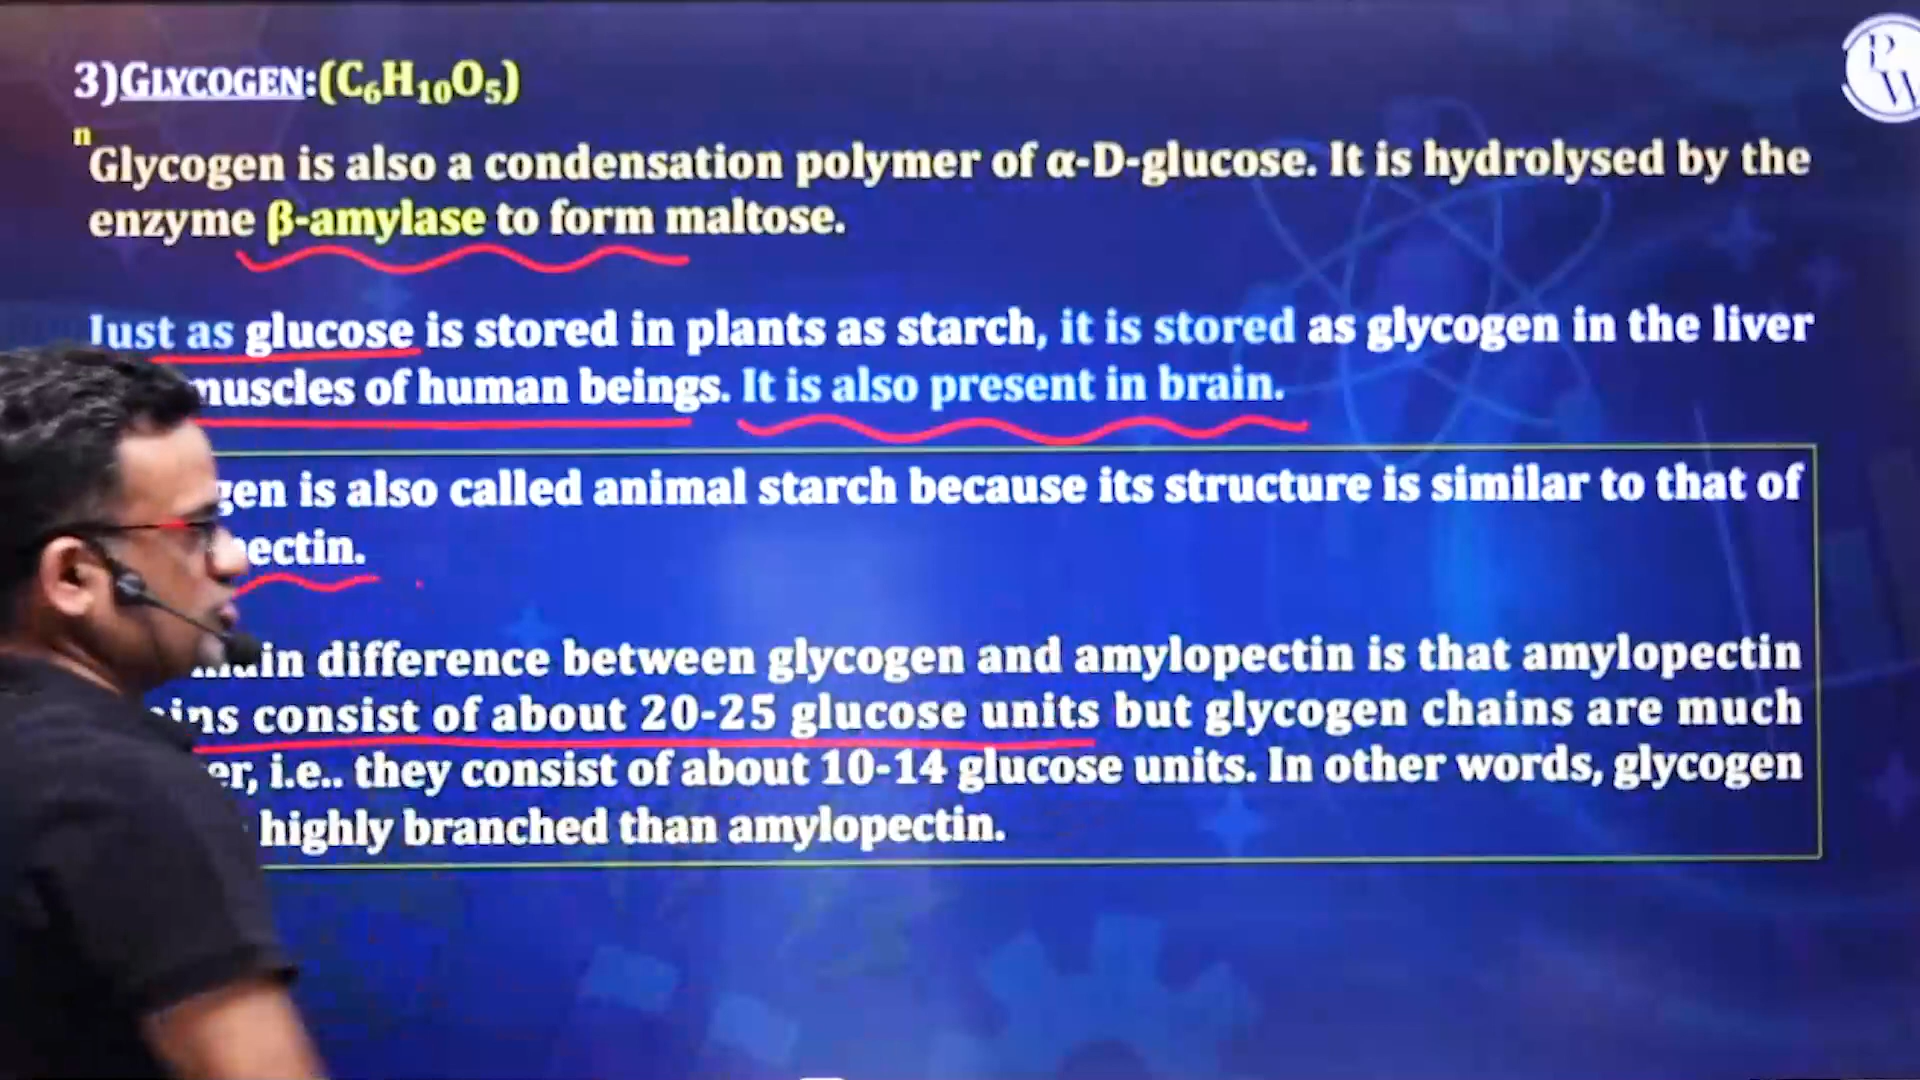 3)GLYCOGEN:(C₆H₁₀O₅)
n
Glycogen is also a condensation polymer of α-D-glucose. It is hydrolysed by the
enzyme β-amylase to form maltose.
Just as glucose is stored in plants as starch, it is stored as glycogen in the liver
muscles of human beings. It is also present in brain.
is also called animal starch because its structure is similar to that of
difference between glycogen and amylopectin is that amylopectin
consist of about 20-25 glucose units but glycogen chains are much
i.e.. they consist of about 10-14 glucose units. In other words, glycogen
highly branched than amylopectin.
PW